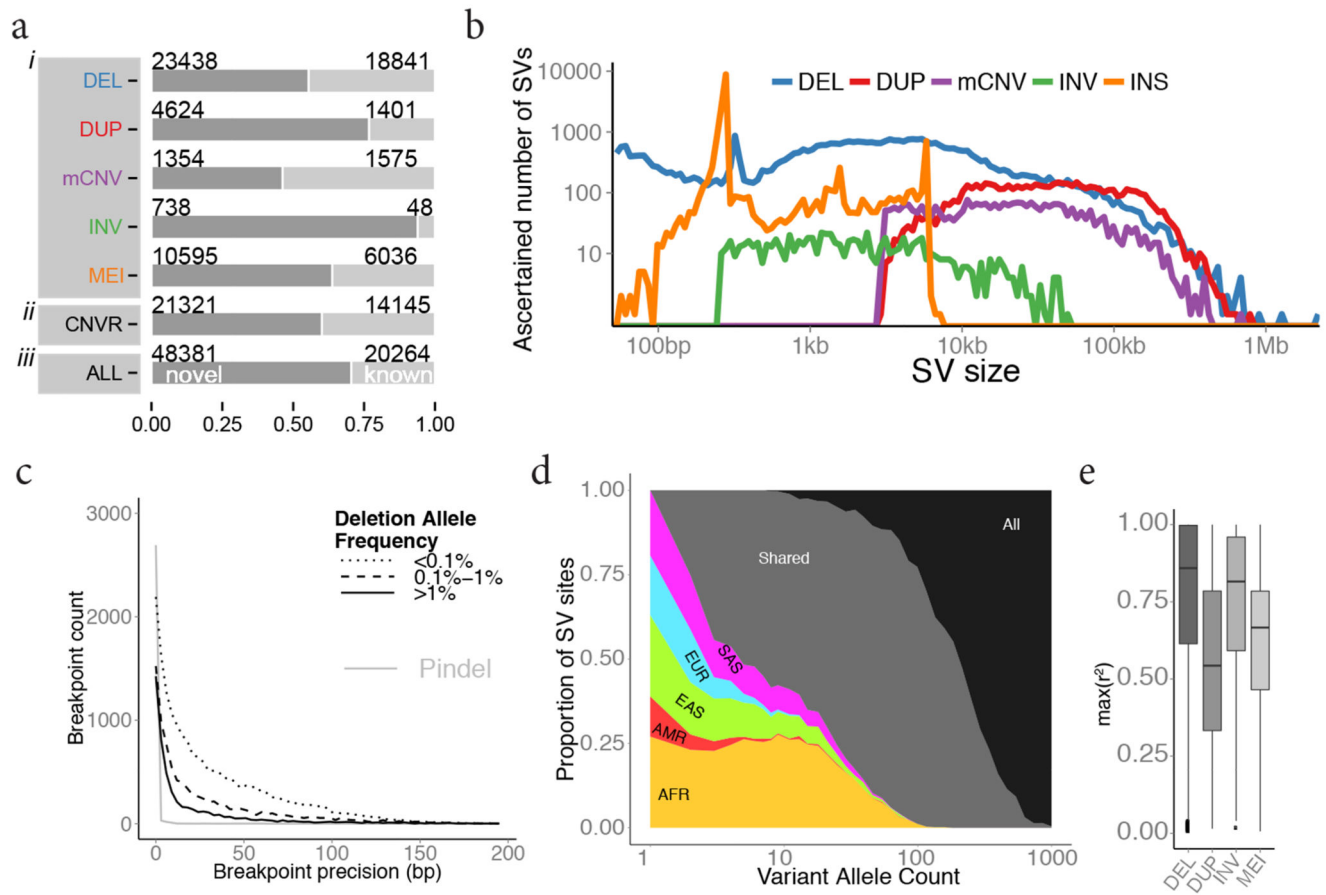 a
i
23438 18841
DEL
4624 1401
DUP
1354 1575
mCNV
738 48
INV
10595 6036
MEI
ii
21321 14145
CNVR
iii
48381 20264
ALL novel known
0.00 0.25 0.50 0.75 1.00
b
Ascertained number of SVs
10000
1000
100
10
DEL DUP mCNV INV INS
100bp 1kb 10kb 100kb 1Mb
SV size
c
Breakpoint count
3000
2000
1000
0
Deletion Allele
Frequency
<0.1%
0.1%–1%
>1%
Pindel
0 50 100 150 200
Breakpoint precision (bp)
d
Proportion of SV sites
1.00
0.75
0.50
0.25
0.00
All
Shared
SAS
EUR
EAS
AMR
AFR
1 10 100 1000
Variant Allele Count
e
max(r²)
1.00
0.75
0.50
0.25
0.00
DEL DUP INV MEI